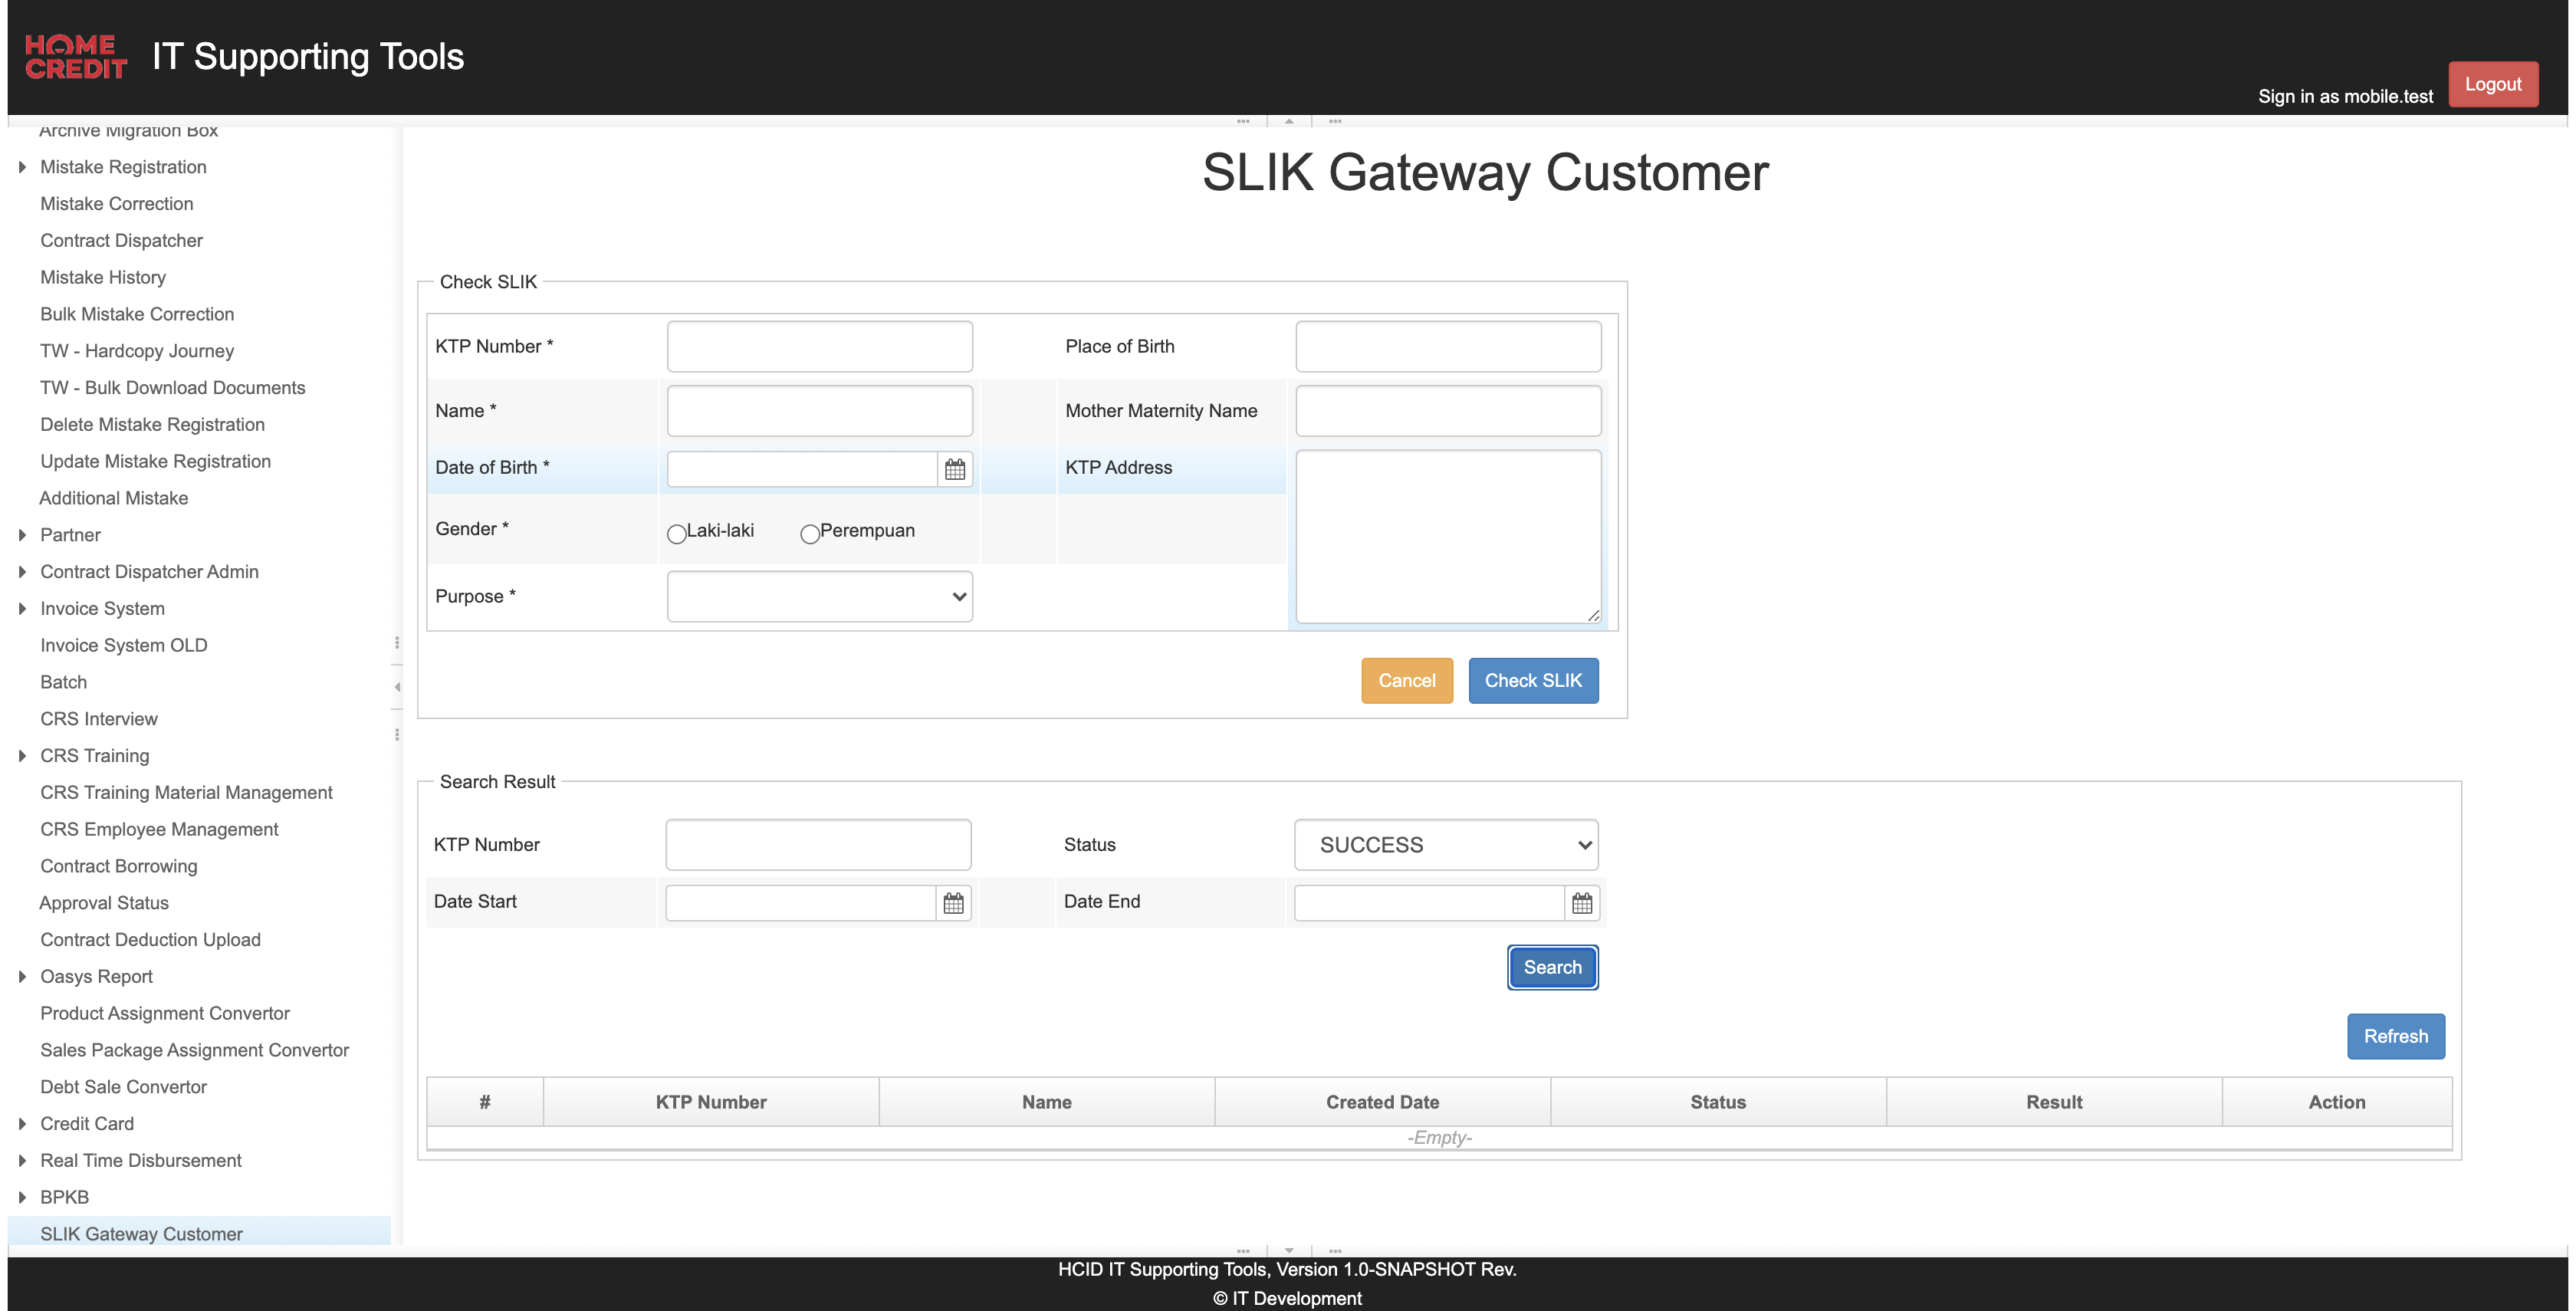 HOME CREDIT
IT Supporting Tools
Sign in as mobile.test
Logout
Archive Migration Box
Mistake Registration
Mistake Correction
Contract Dispatcher
Mistake History
Bulk Mistake Correction
TW - Hardcopy Journey
TW - Bulk Download Documents
Delete Mistake Registration
Update Mistake Registration
Additional Mistake
Partner
Contract Dispatcher Admin
Invoice System
Invoice System OLD
Batch
CRS Interview
CRS Training
CRS Training Material Management
CRS Employee Management
Contract Borrowing
Approval Status
Contract Deduction Upload
Oasys Report
Product Assignment Convertor
Sales Package Assignment Convertor
Debt Sale Convertor
Credit Card
Real Time Disbursement
BPKB
SLIK Gateway Customer
SLIK Gateway Customer
Check SLIK
KTP Number * Place of Birth
Name * Mother Maternity Name
Date of Birth * KTP Address
Gender * Laki-laki Perempuan
Purpose *
Cancel Check SLIK
Search Result
KTP Number Status SUCCESS
Date Start Date End
Search
Refresh
# KTP Number Name Created Date Status Result Action
-Empty-
HCID IT Supporting Tools, Version 1.0-SNAPSHOT Rev.
© IT Development